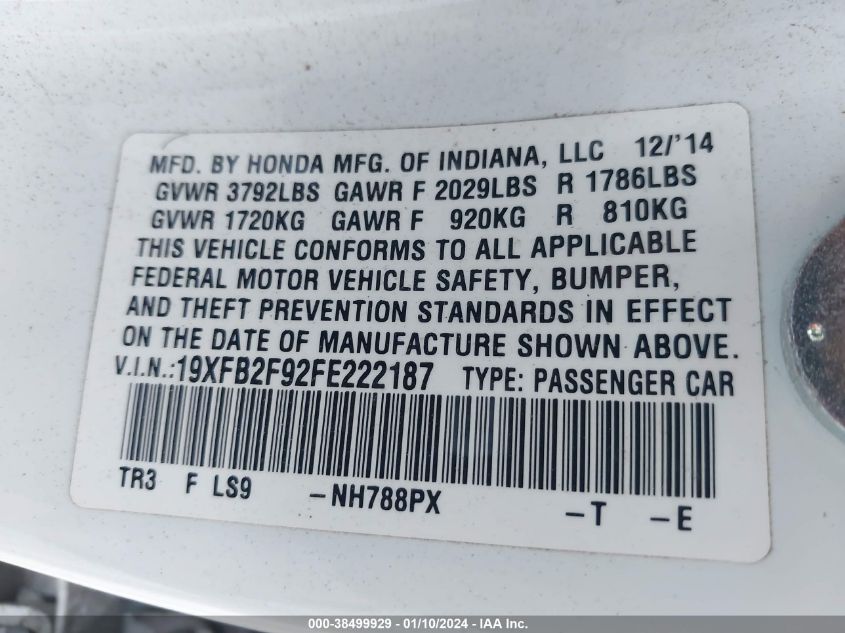 MFD. BY HONDA MFG. OF INDIANA, LLC 12/'14
GVWR 3792LBS GAWR F 2029LBS R 1786LBS
GVWR 1720KG GAWR F 920KG R 810KG
THIS VEHICLE CONFORMS TO ALL APPLICABLE
FEDERAL MOTOR VEHICLE SAFETY, BUMPER,
AND THEFT PREVENTION STANDARDS IN EFFECT
ON THE DATE OF MANUFACTURE SHOWN ABOVE.
V.I.N.:19XFB2F92FE222187 TYPE: PASSENGER CAR
TR3 F LS9 -NH788PX -T -E
000-38499929 - 01/10/2024 - IAA Inc.